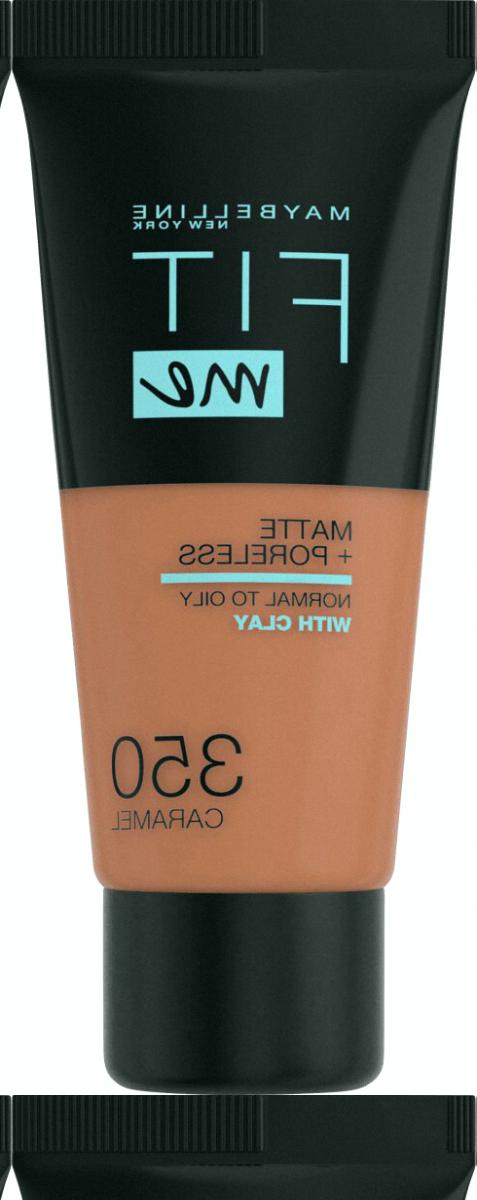 MAYBELLINE
NEW YORK
FIT
me
MATTE
+ PORELESS
NORMAL TO OILY
WITH CLAY
350
CARAMEL